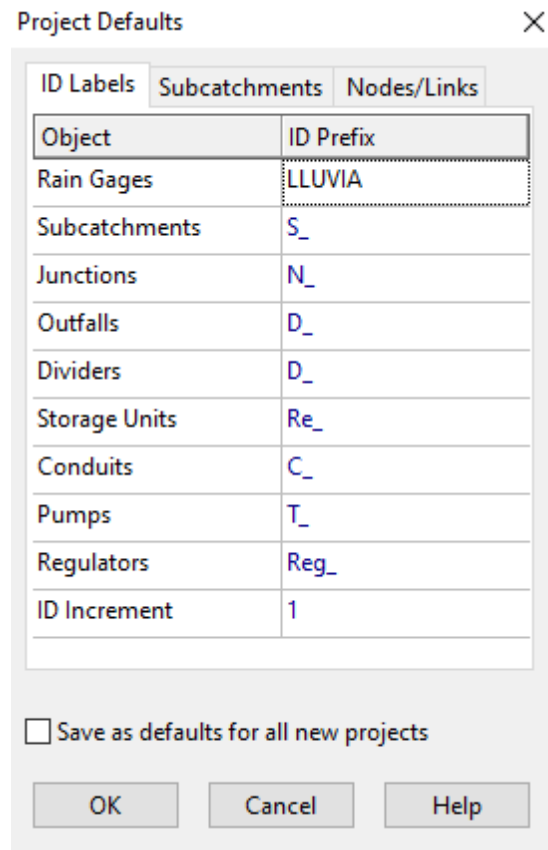 Project Defaults
ID Labels Subcatchments Nodes/Links
Object ID Prefix
Rain Gages LLUVIA
Subcatchments S_
Junctions N_
Outfalls D_
Dividers D_
Storage Units Re_
Conduits C_
Pumps T_
Regulators Reg_
ID Increment 1
Save as defaults for all new projects
OK Cancel Help